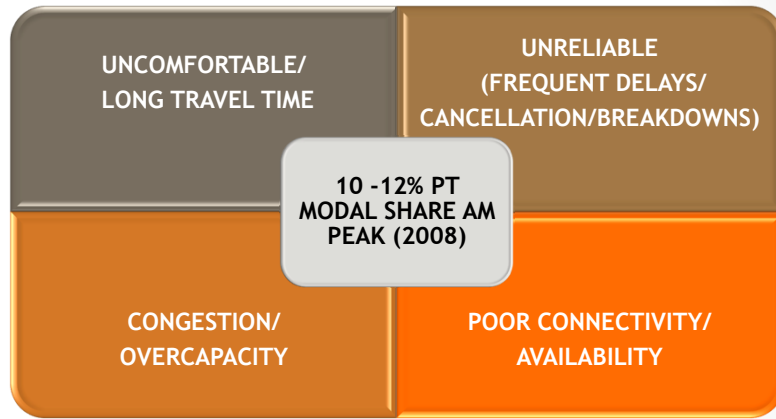 UNCOMFORTABLE/
LONG TRAVEL TIME
UNRELIABLE
(FREQUENT DELAYS/
CANCELLATION/BREAKDOWNS)
10 -12% PT
MODAL SHARE AM
PEAK (2008)
CONGESTION/
OVERCAPACITY
POOR CONNECTIVITY/
AVAILABILITY